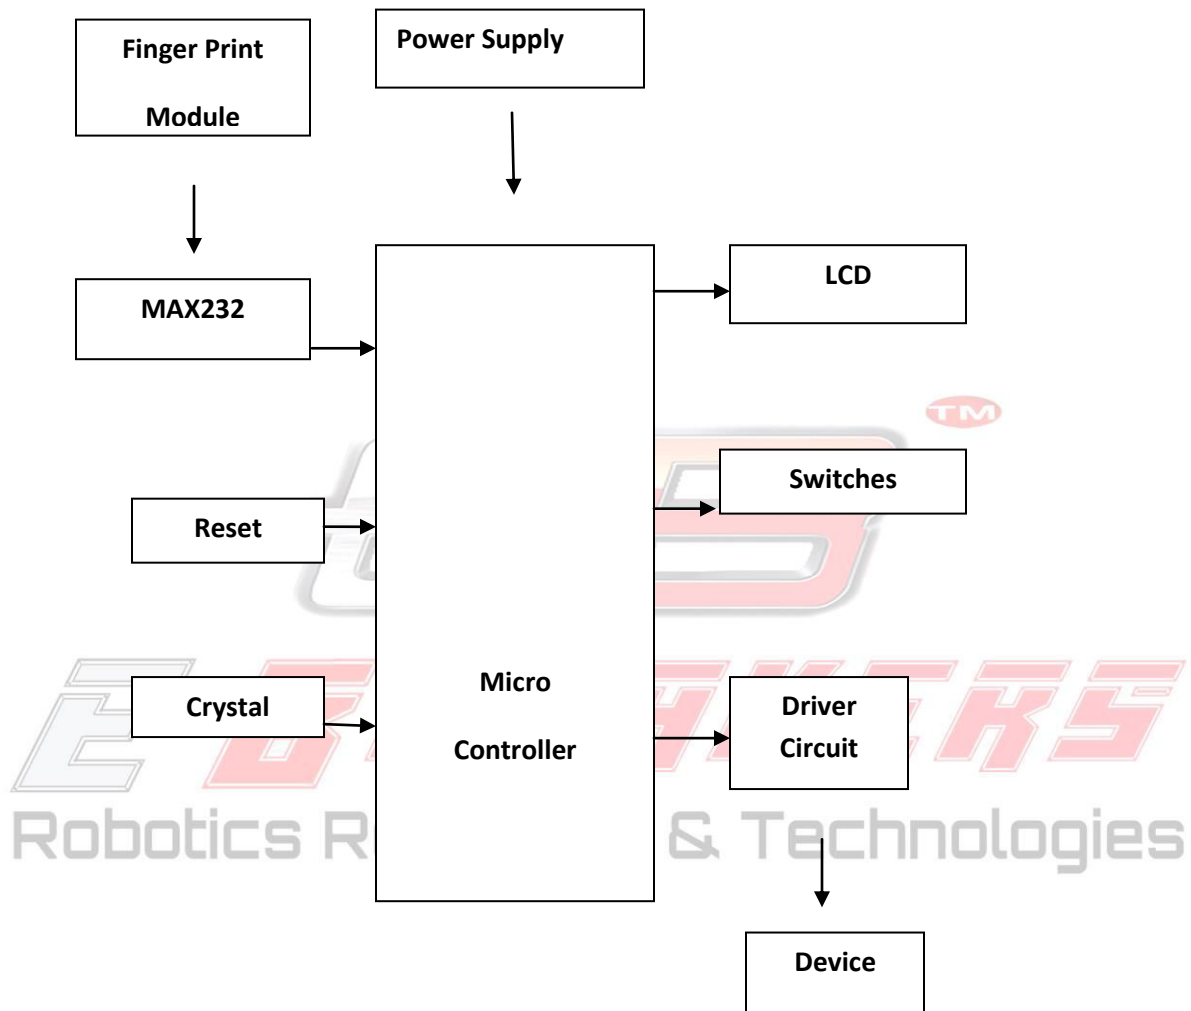 Finger Print
Module
Power Supply
MAX232
LCD
TM
Switches
Reset
Crystal
Micro
Controller
Driver
Circuit
Robotics R
& Technologies
Device